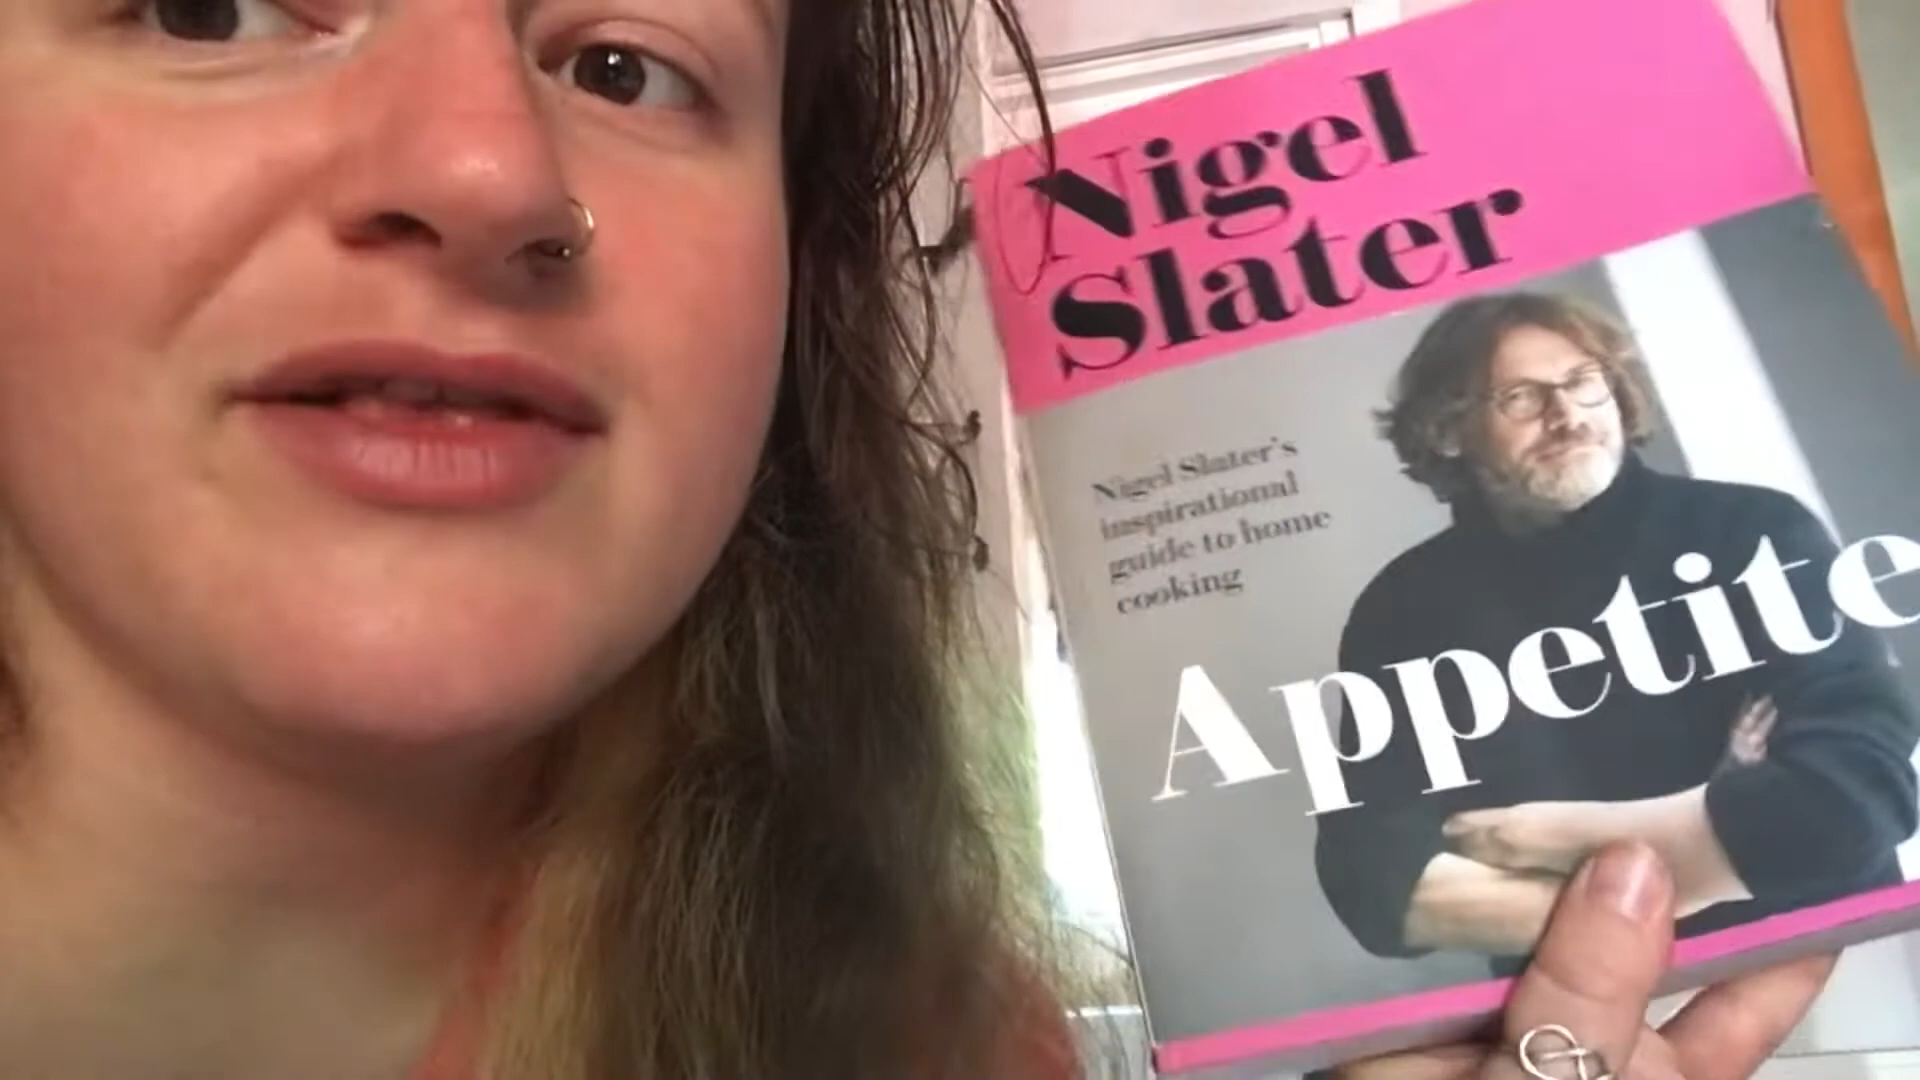 Nigel
Slater
Nigel Slater's
inspirational
guide to home
cooking
Appetite